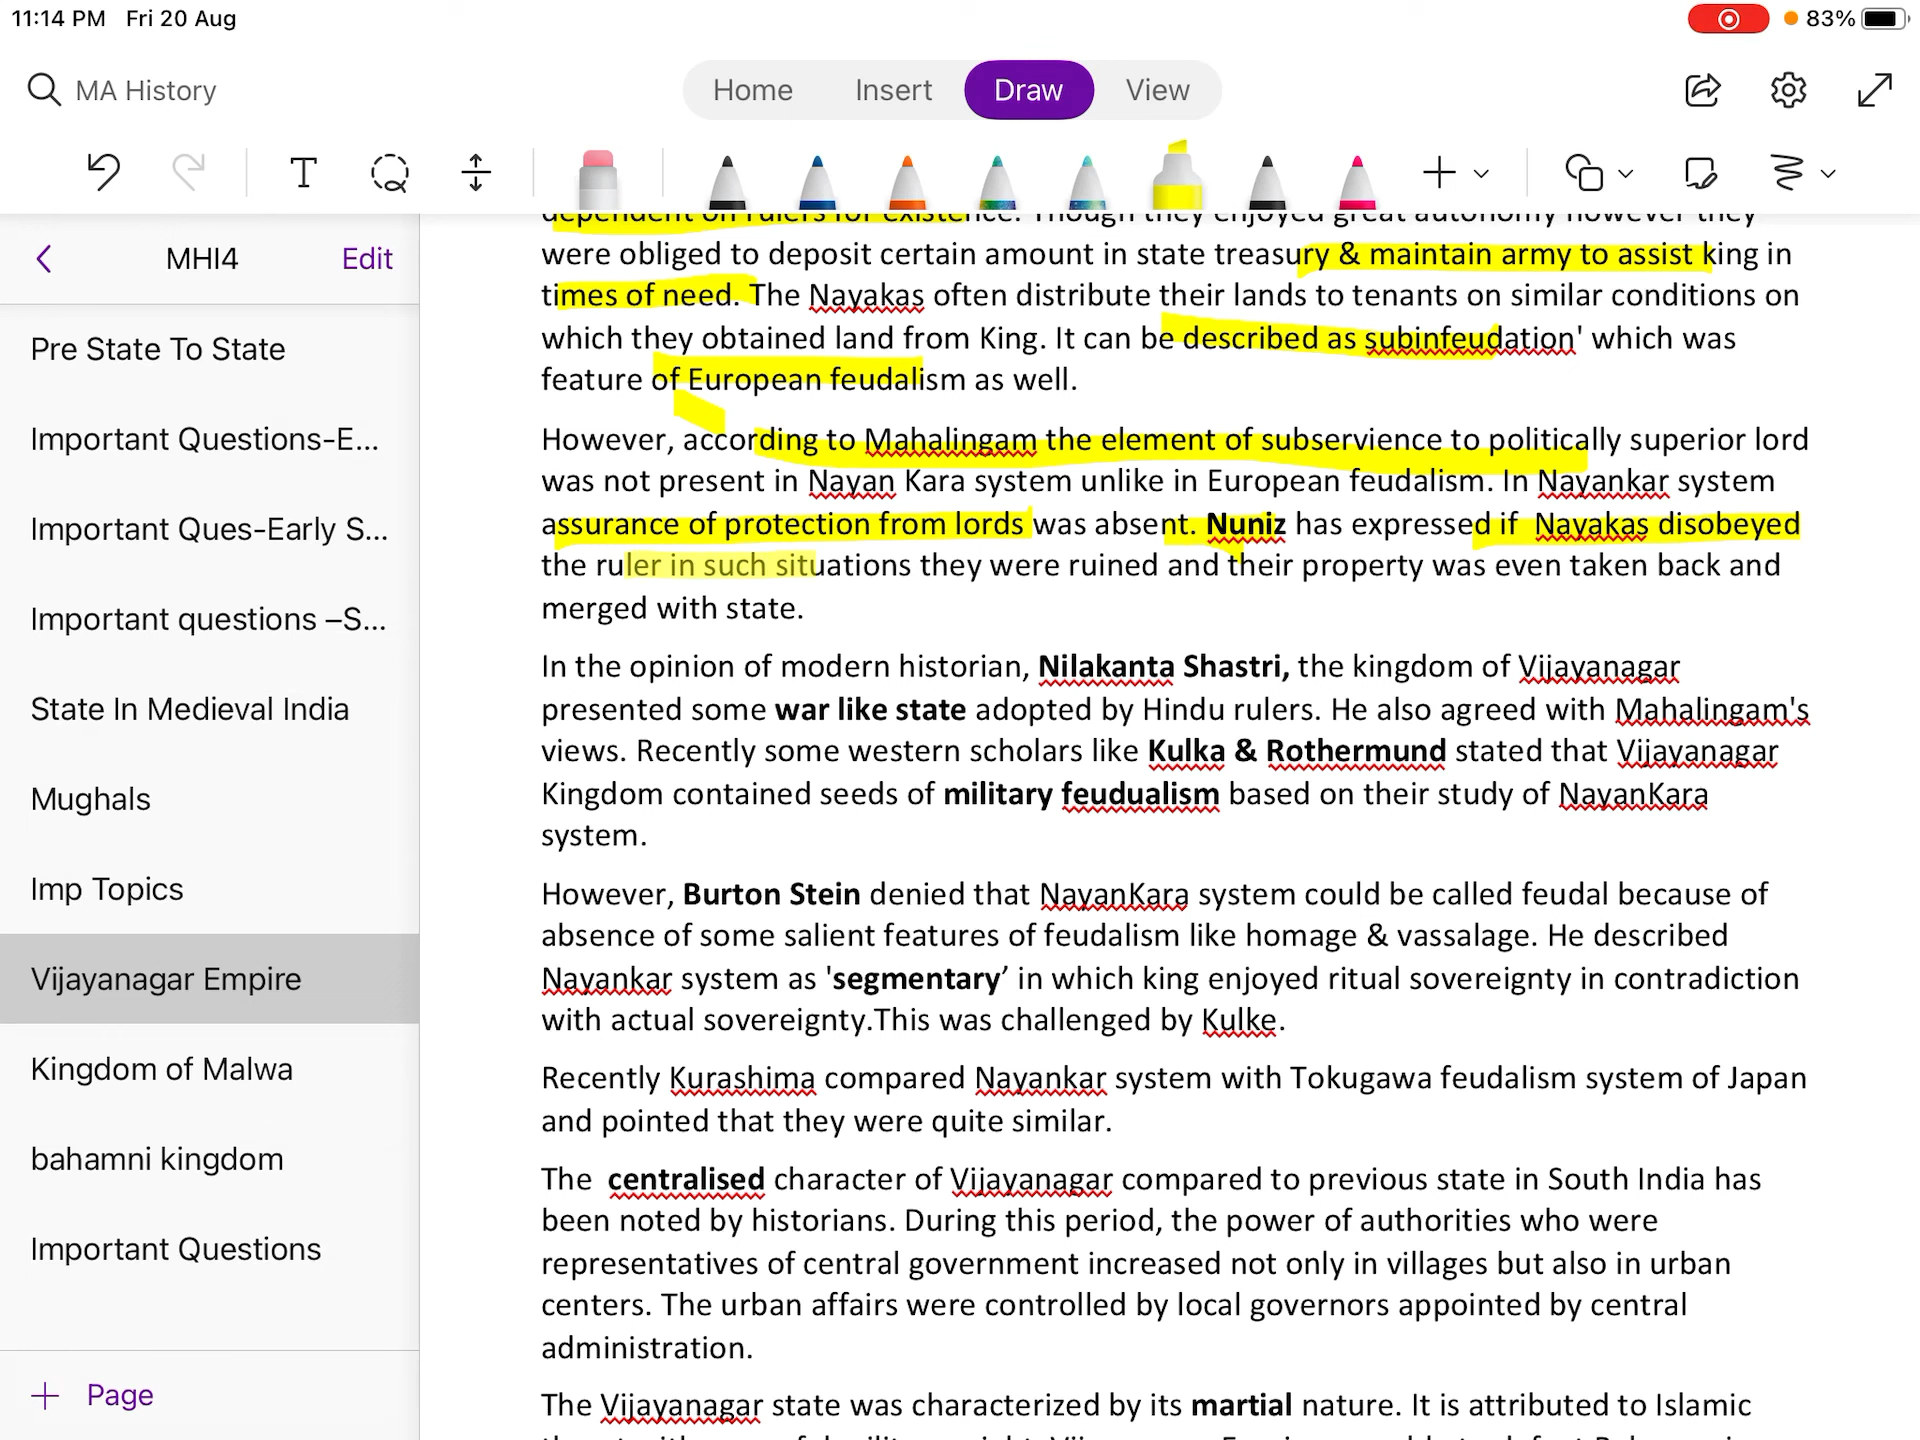 11:14 PM Fri 20 Aug
83%
MA History
Home Insert Draw View
MHI4 Edit
Pre State To State
Important Questions-E...
Important Ques-Early S...
Important questions –S...
State In Medieval India
Mughals
Imp Topics
Vijayanagar Empire
Kingdom of Malwa
bahamni kingdom
Important Questions
+ Page
dependent on rulers for existence. Though they enjoyed great autonomy however they
were obliged to deposit certain amount in state treasury & maintain army to assist king in
times of need. The Nayakas often distribute their lands to tenants on similar conditions on
which they obtained land from King. It can be described as subinfeudation' which was
feature of European feudalism as well.
However, according to Mahalingam the element of subservience to politically superior lord
was not present in Nayan Kara system unlike in European feudalism. In Nayankar system
assurance of protection from lords was absent. Nuniz has expressed if Nayakas disobeyed
the ruler in such situations they were ruined and their property was even taken back and
merged with state.
In the opinion of modern historian, Nilakanta Shastri, the kingdom of Vijayanagar
presented some war like state adopted by Hindu rulers. He also agreed with Mahalingam's
views. Recently some western scholars like Kulka & Rothermund stated that Vijayanagar
Kingdom contained seeds of military feudualism based on their study of NayanKara
system.
However, Burton Stein denied that NayanKara system could be called feudal because of
absence of some salient features of feudalism like homage & vassalage. He described
Nayankar system as 'segmentary’ in which king enjoyed ritual sovereignty in contradiction
with actual sovereignty.This was challenged by Kulke.
Recently Kurashima compared Nayankar system with Tokugawa feudalism system of Japan
and pointed that they were quite similar.
The centralised character of Vijayanagar compared to previous state in South India has
been noted by historians. During this period, the power of authorities who were
representatives of central government increased not only in villages but also in urban
centers. The urban affairs were controlled by local governors appointed by central
administration.
The Vijayanagar state was characterized by its martial nature. It is attributed to Islamic